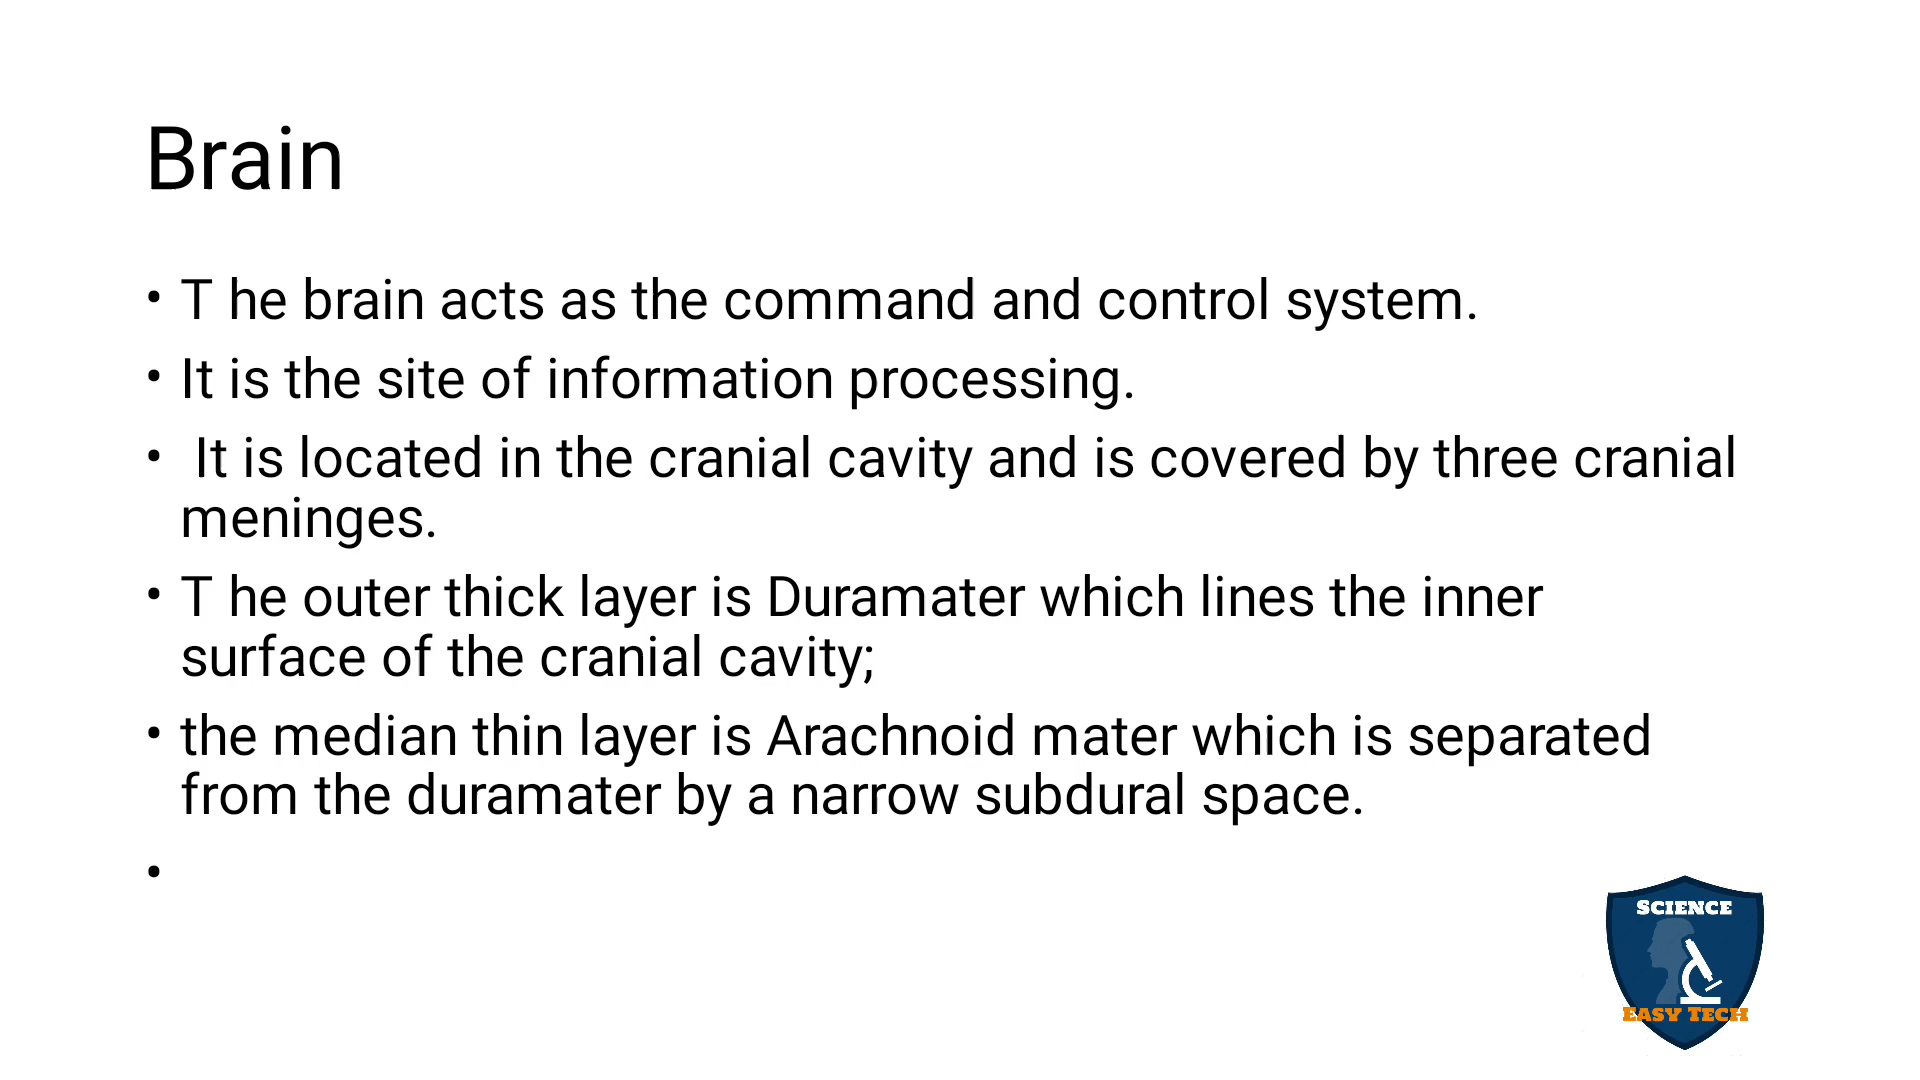 Brain
• T he brain acts as the command and control system.
• It is the site of information processing.
•  It is located in the cranial cavity and is covered by three cranial
meninges.
• T he outer thick layer is Duramater which lines the inner
surface of the cranial cavity;
• the median thin layer is Arachnoid mater which is separated
from the duramater by a narrow subdural space.
•
SCIENCE
EASY TECH